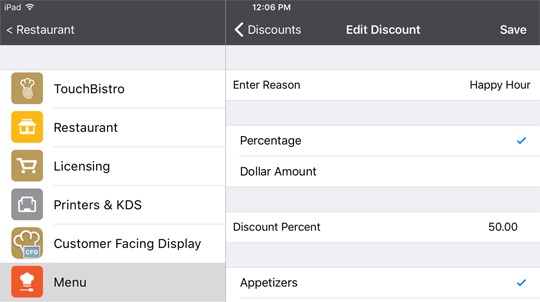 iPad
12:06 PM
< Restaurant
Discounts
Edit Discount
Save
TouchBistro
Restaurant
Licensing
Printers & KDS
Customer Facing Display
CFD
Menu
Enter Reason Happy Hour
Percentage
Dollar Amount
Discount Percent 50.00
Appetizers